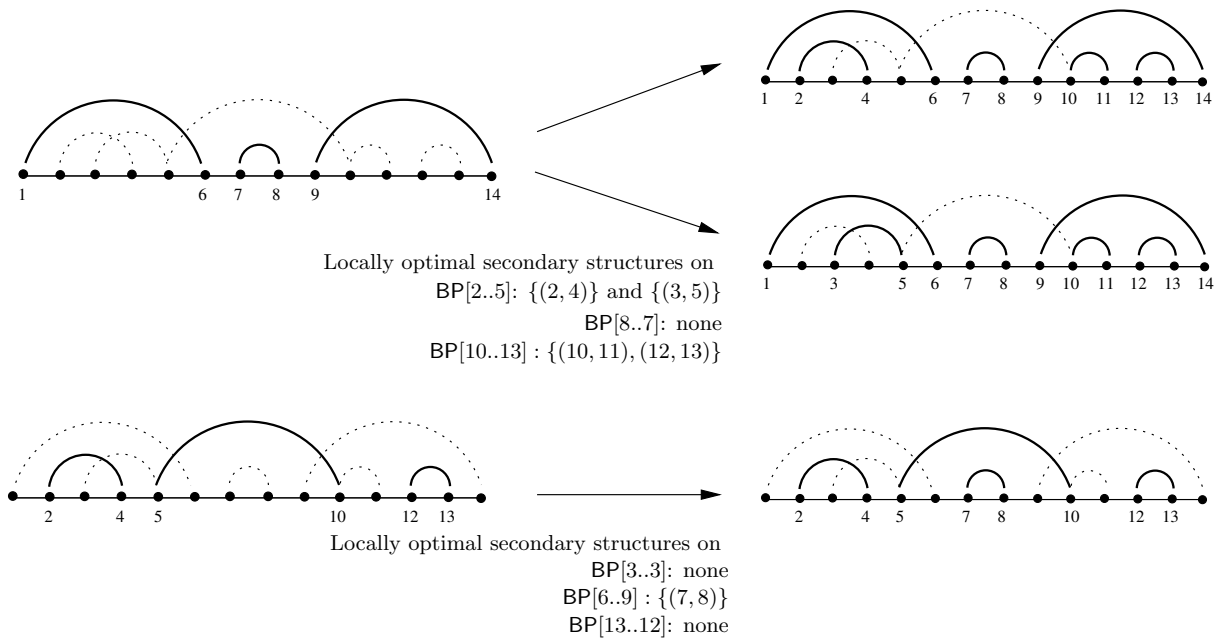 1 2 4 6 7 8 9 10 11 12 13 14
1 6 7 8 9 14
1 3 5 6 7 8 9 10 11 12 13 14
Locally optimal secondary structures on
BP[2..5]: {(2, 4)} and {(3, 5)}
BP[8..7]: none
BP[10..13] : {(10, 11), (12, 13)}
2 4 5 10 12 13
2 4 5 7 8 10 12 13
Locally optimal secondary structures on
BP[3..3]: none
BP[6..9] : {(7, 8)}
BP[13..12]: none